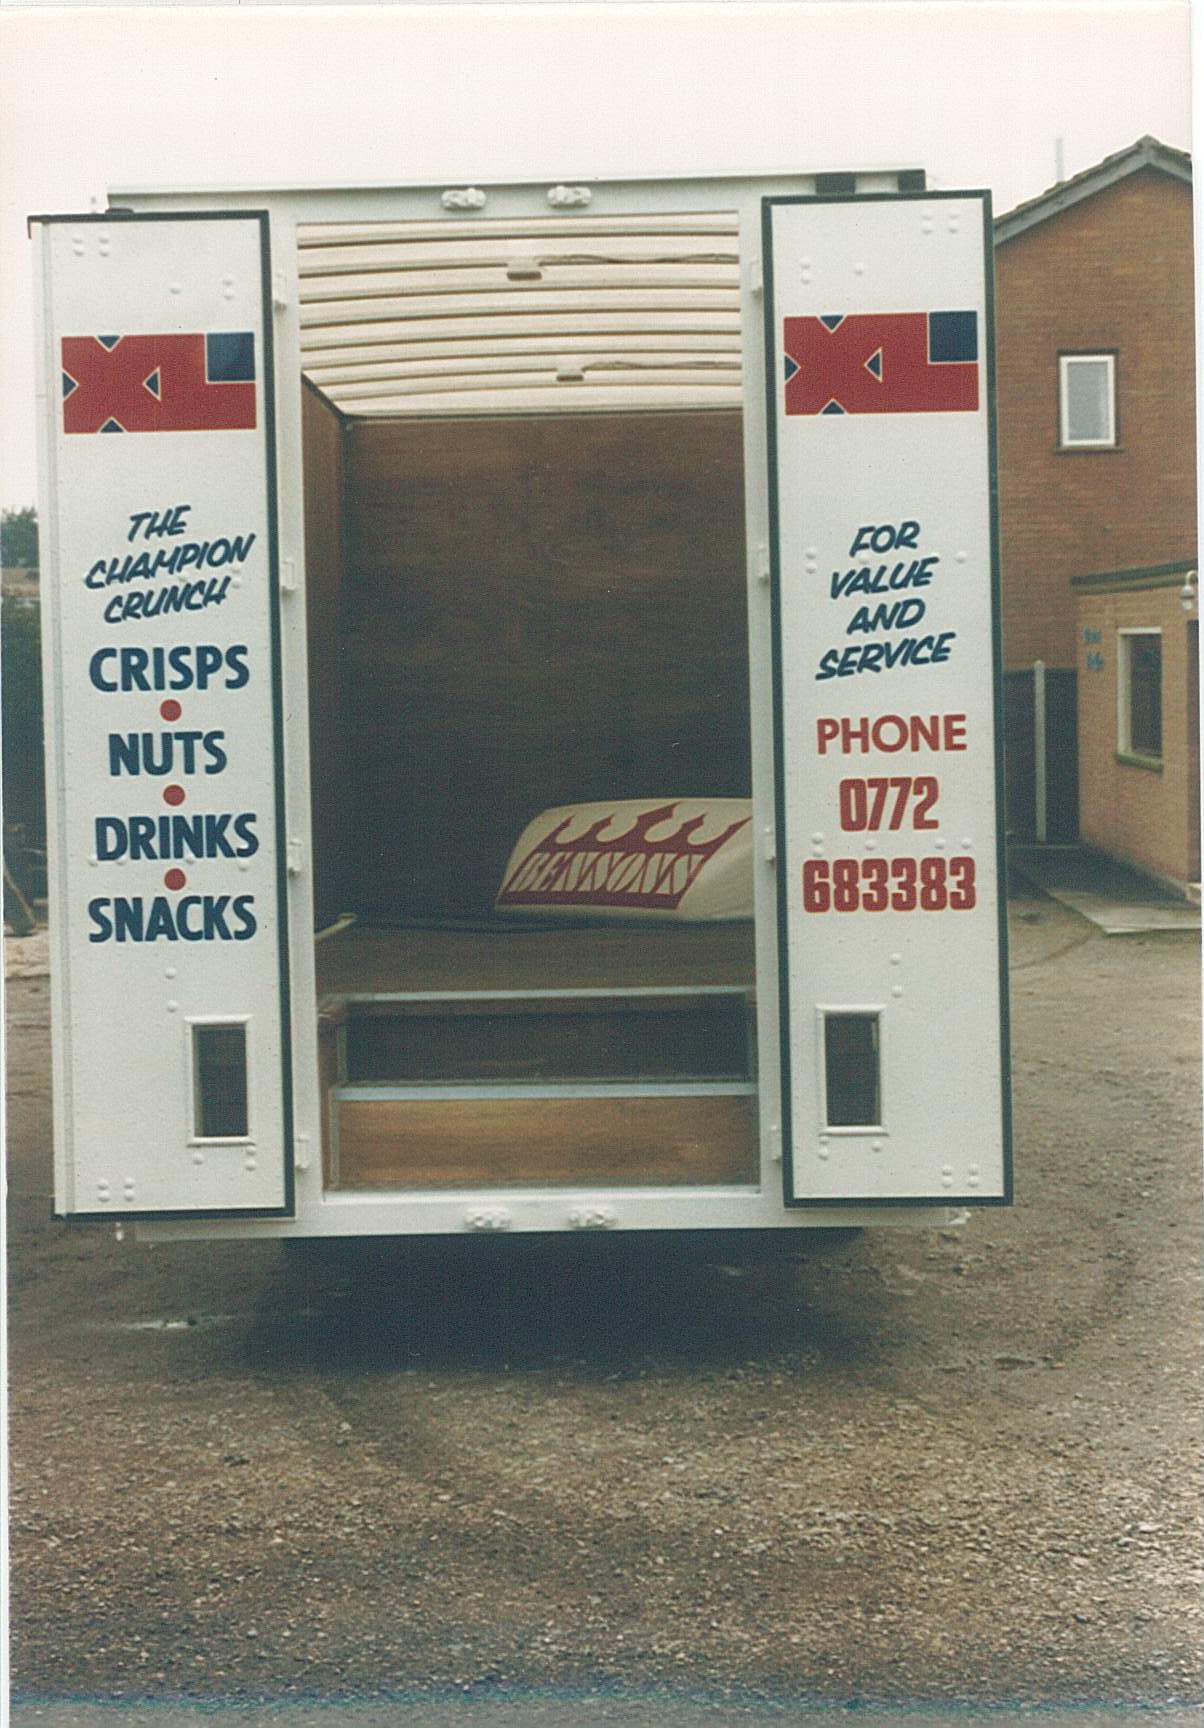 XL
THE
CHAMPION
CRUNCH
CRISPS
NUTS
DRINKS
SNACKS
BENSONS
XL
FOR
VALUE
AND
SERVICE
PHONE
0772
683383